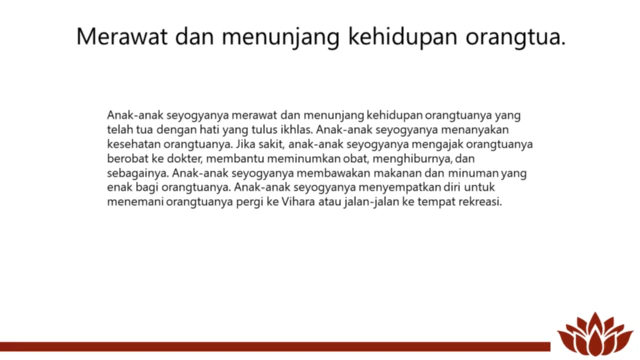 Merawat dan menunjang kehidupan orangtua.
Anak-anak seyogyanya merawat dan menunjang kehidupan orangtuanya yang
telah tua dengan hati yang tulus ikhlas. Anak-anak seyogyanya menanyakan
kesehatan orangtuanya. Jika sakit, anak-anak seyogyanya mengajak orangtuanya
berobat ke dokter, membantu meminumkan obat, menghiburnya, dan
sebagainya. Anak-anak seyogyanya membawakan makanan dan minuman yang
enak bagi orangtuanya. Anak-anak seyogyanya menyempatkan diri untuk
menemani orangtuanya pergi ke Vihara atau jalan-jalan ke tempat rekreasi.